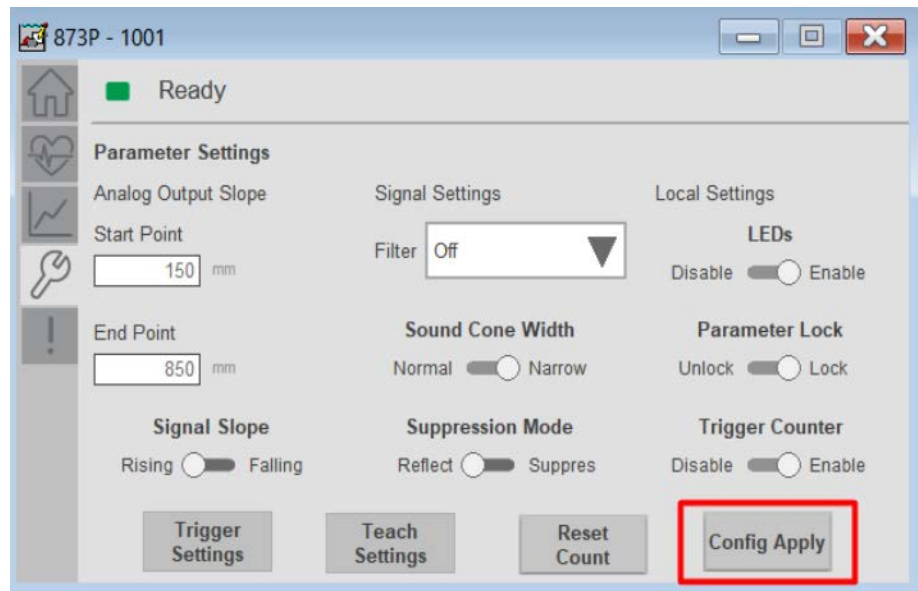 873P - 1001
Ready
Parameter Settings
Analog Output Slope
Signal Settings
Local Settings
Start Point
150 mm
Filter Off
LEDs
Disable Enable
End Point
850 mm
Sound Cone Width
Normal Narrow
Parameter Lock
Unlock Lock
Signal Slope
Rising Falling
Suppression Mode
Reflect Suppres
Trigger Counter
Disable Enable
Trigger
Settings
Teach
Settings
Reset
Count
Config Apply